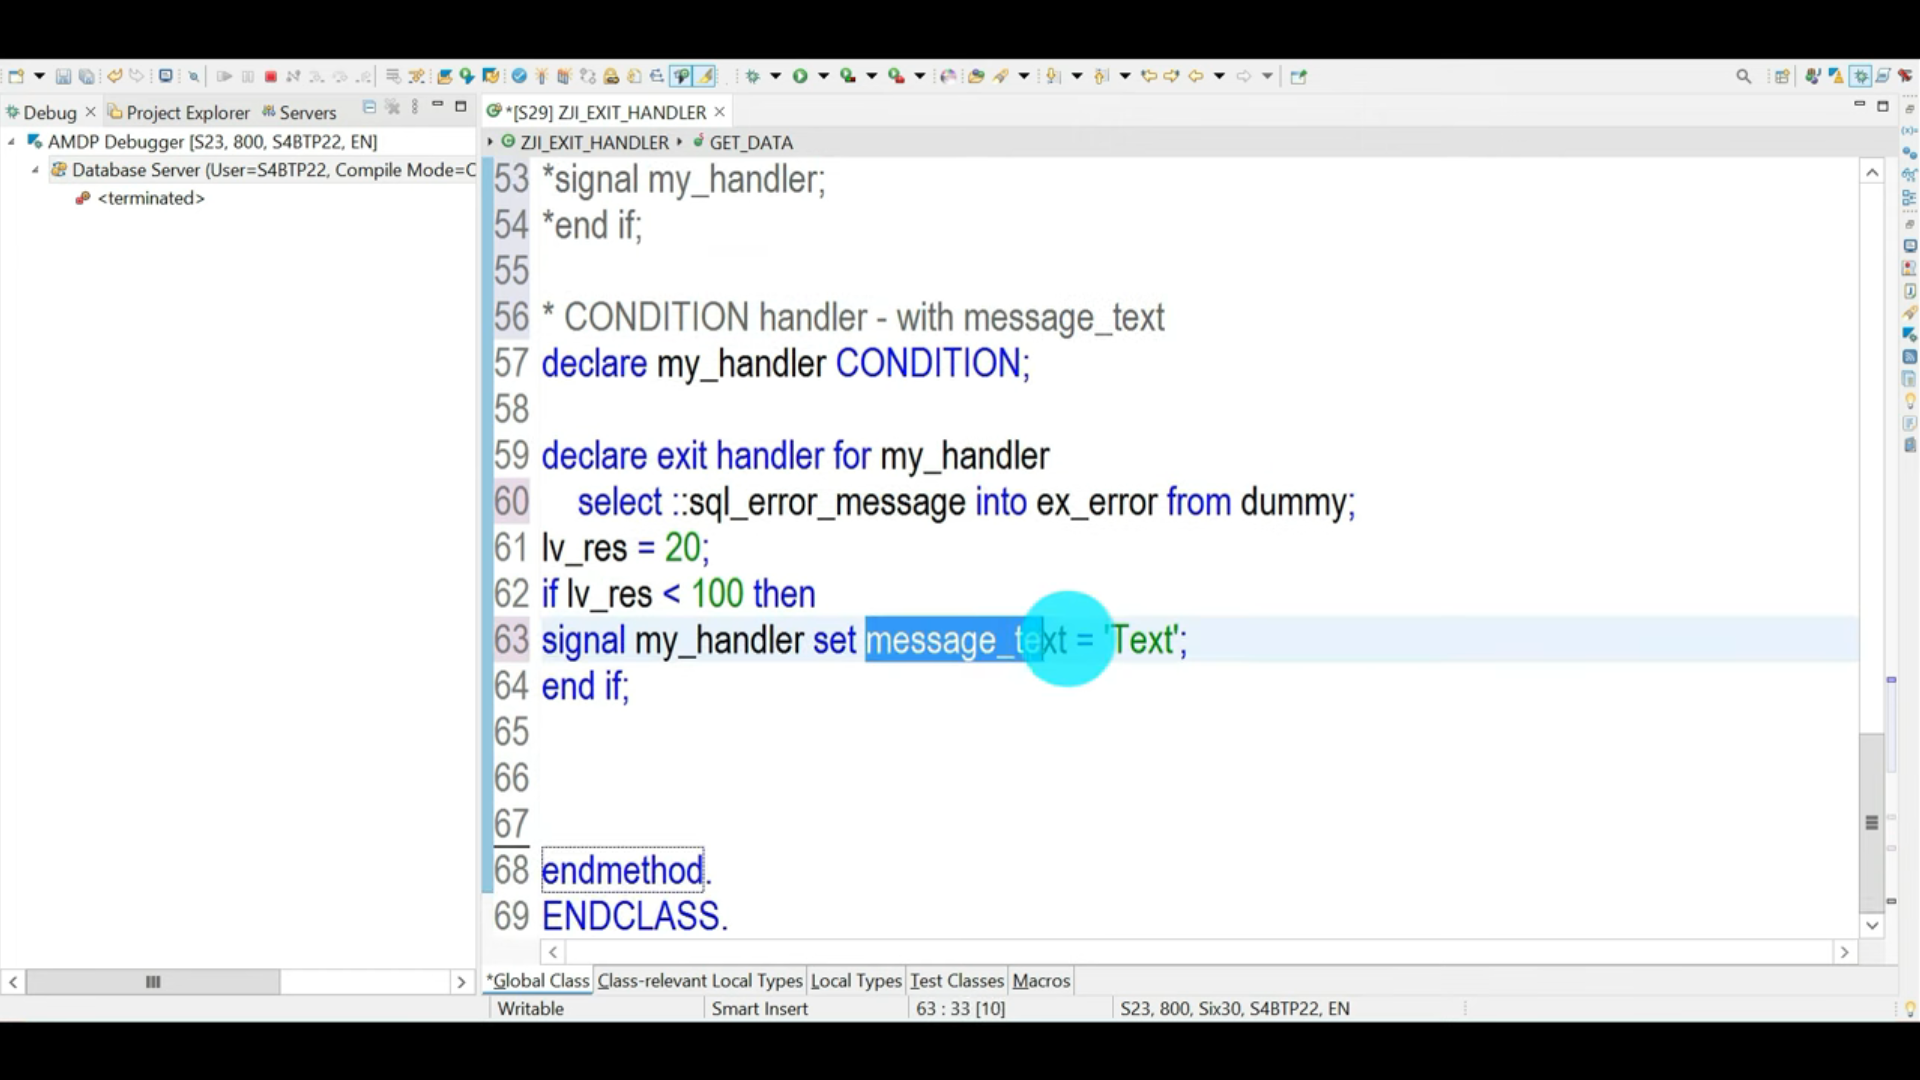 Debug
Project Explorer
Servers
*[S29] ZJI_EXIT_HANDLER
AMDP Debugger [S23, 800, S4BTP22, EN]
Database Server (User=S4BTP22, Compile Mode=C
<terminated>
ZJI_EXIT_HANDLER
GET_DATA
53 *signal my_handler;
54 *end if;
55
56 * CONDITION handler - with message_text
57 declare my_handler CONDITION;
58
59 declare exit handler for my_handler
60 select ::sql_error_message into ex_error from dummy;
61 lv_res = 20;
62 if lv_res < 100 then
63 signal my_handler set message_text = 'Text';
64 end if;
65
66
67
68 endmethod.
69 ENDCLASS.
*Global Class Class-relevant Local Types Local Types Test Classes Macros
Writable Smart Insert 63 : 33 [10] S23, 800, Six30, S4BTP22, EN